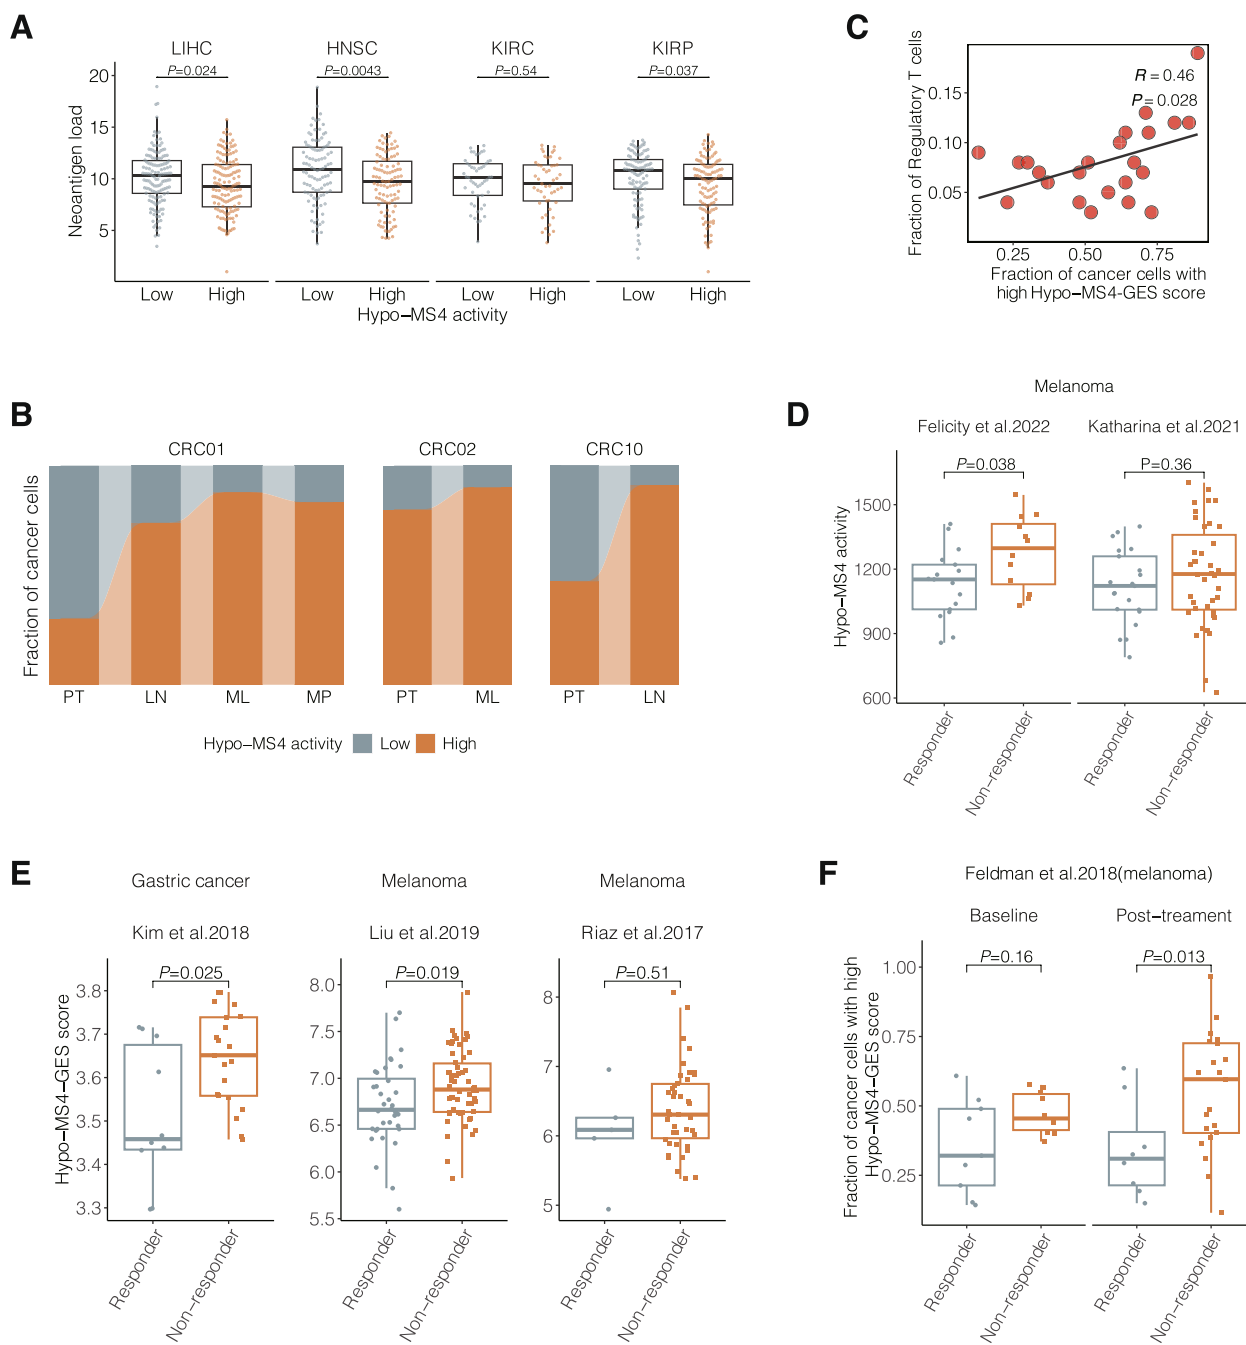 A
LIHC
HNSC
KIRC
KIRP
P=0.024
P=0.0043
P=0.54
P=0.037
Neoantigen load
20
15
10
5
Low
High
Low
High
Low
High
Low
High
Hypo−MS4 activity
C
R = 0.46
P = 0.028
Fraction of Regulatory T cells
0.15
0.10
0.05
0.25
0.50
0.75
Fraction of cancer cells with
high Hypo−MS4-GES score
B
CRC01
CRC02
CRC10
Fraction of cancer cells
PT
LN
ML
MP
PT
ML
PT
LN
Hypo−MS4 activity
Low
High
D
Melanoma
Felicity et al.2022
Katharina et al.2021
P=0.038
P=0.36
Hypo−MS4 activity
1500
1200
900
600
Responder
Non−responder
Responder
Non−responder
E
Gastric cancer
Melanoma
Melanoma
Kim et al.2018
Liu et al.2019
Riaz et al.2017
P=0.025
P=0.019
P=0.51
Hypo−MS4−GES score
3.8
3.7
3.6
3.5
3.4
3.3
8.0
7.5
7.0
6.5
6.0
5.5
8
7
6
5
Responder
Non−responder
Responder
Non−responder
Responder
Non−responder
F
Feldman et al.2018(melanoma)
Baseline
Post−treament
P=0.16
P=0.013
Fraction of cancer cells with high
Hypo−MS4−GES score
1.00
0.75
0.50
0.25
Responder
Non−responder
Responder
Non−responder